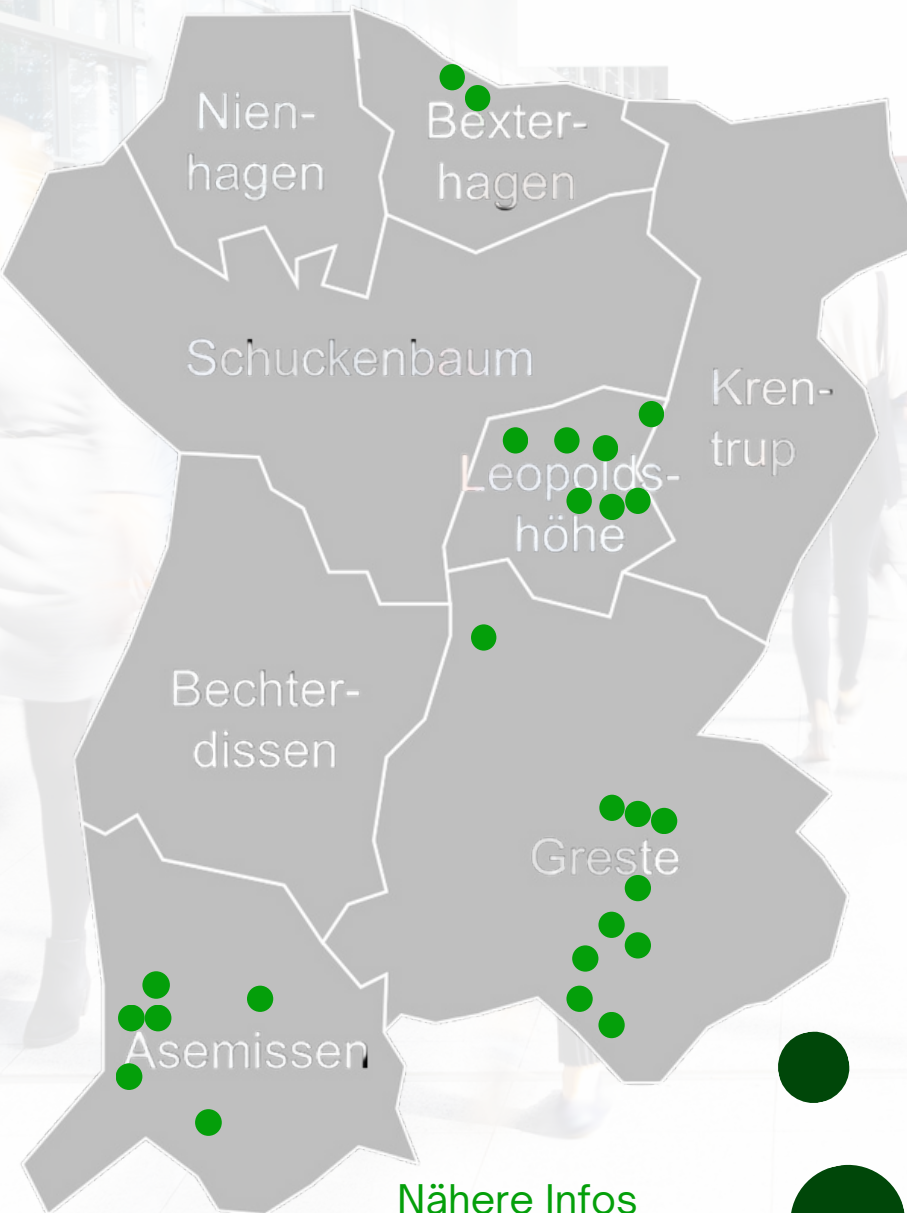 Nien-
hagen
Bexter-
hagen
Schuckenbaum
Kren-
trup
Leopolds-
höhe
Bechter-
dissen
Greste
Asemissen
Nähere Infos